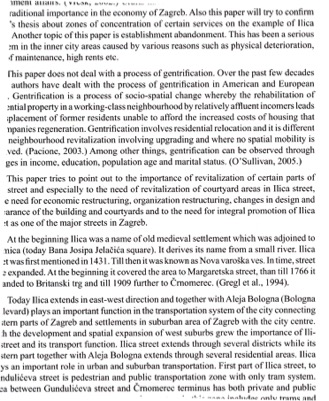 traditional importance in the economy of Zagreb. Also this paper will try to confirm
's thesis about zones of concentration of certain services on the example of Ilica
Another topic of this paper is establishment abandonment. This has been a serious
em in the inner city areas caused by various reasons such as physical deterioration,
f maintenance, high rents etc.
This paper does not deal with a process of gentrification. Over the past few decades
authors have dealt with the process of gentrification in American and European
. Gentrification is a process of socio-spatial change whereby the rehabilitation of
ential property in a working-class neighbourhood by relatively affluent incomers leads
splacement of former residents unable to afford the increased costs of housing that
mpanies regeneration. Gentrification involves residential relocation and it is different
neighbourhood revitalization involving upgrading and where no spatial mobility is
ved. (Pacione, 2003.) Among other things, gentrification can be observed through
ges in income, education, population age and marital status. (O'Sullivan, 2005.)
This paper tries to point out to the importance of revitalization of certain parts of
street and especially to the need of revitalization of courtyard areas in Ilica street,
e need for economic restructuring, organization restructuring, changes in design and
arance of the building and courtyards and to the need for integral promotion of Ilica
et as one of the major streets in Zagreb.
At the beginning Ilica was a name of old medieval settlement which was adjoined to
nica (today Bana Josipa Jelačića square). It derives its name from a small river. Ilica
et was first mentioned in 1431. Till then it was known as Nova varoška ves. In time, street
e expanded. At the beginning it covered the area to Margaretska street, than till 1766 it
anded to Britanski trg and till 1909 further to Črnomerec. (Gregl et al., 1994).
Today Ilica extends in east-west direction and together with Aleja Bologna (Bologna
levard) plays an important function in the transportation system of the city connecting
stern parts of Zagreb and settlements in suburban area of Zagreb with the city centre.
h the development and spatial expansion of west suburbs grew the importance of Ili-
street and its transport function. Ilica street extends through several districts while its
stern part together with Aleja Bologna extends through several residential areas. Ilica
ys an important role in urban and suburban transportation. First part of Ilica street, to
ndulićeva street is pedestrian and public transportation zone with only tram system.
ea between Gundulićeva street and Črnomerec terminus has both private and public
includes only trams and